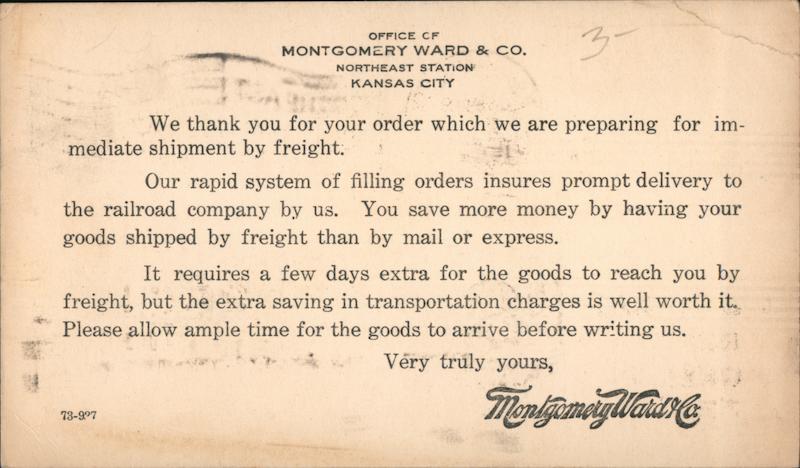 OFFICE OF
MONTGOMERY WARD & CO.
NORTHEAST STATION
KANSAS CITY
3-
We thank you for your order which we are preparing for im-
mediate shipment by freight.
Our rapid system of filling orders insures prompt delivery to
the railroad company by us. You save more money by having your
goods shipped by freight than by mail or express.
It requires a few days extra for the goods to reach you by
freight, but the extra saving in transportation charges is well worth it.
Please allow ample time for the goods to arrive before writing us.
Very truly yours,
Montgomery Ward & Co.